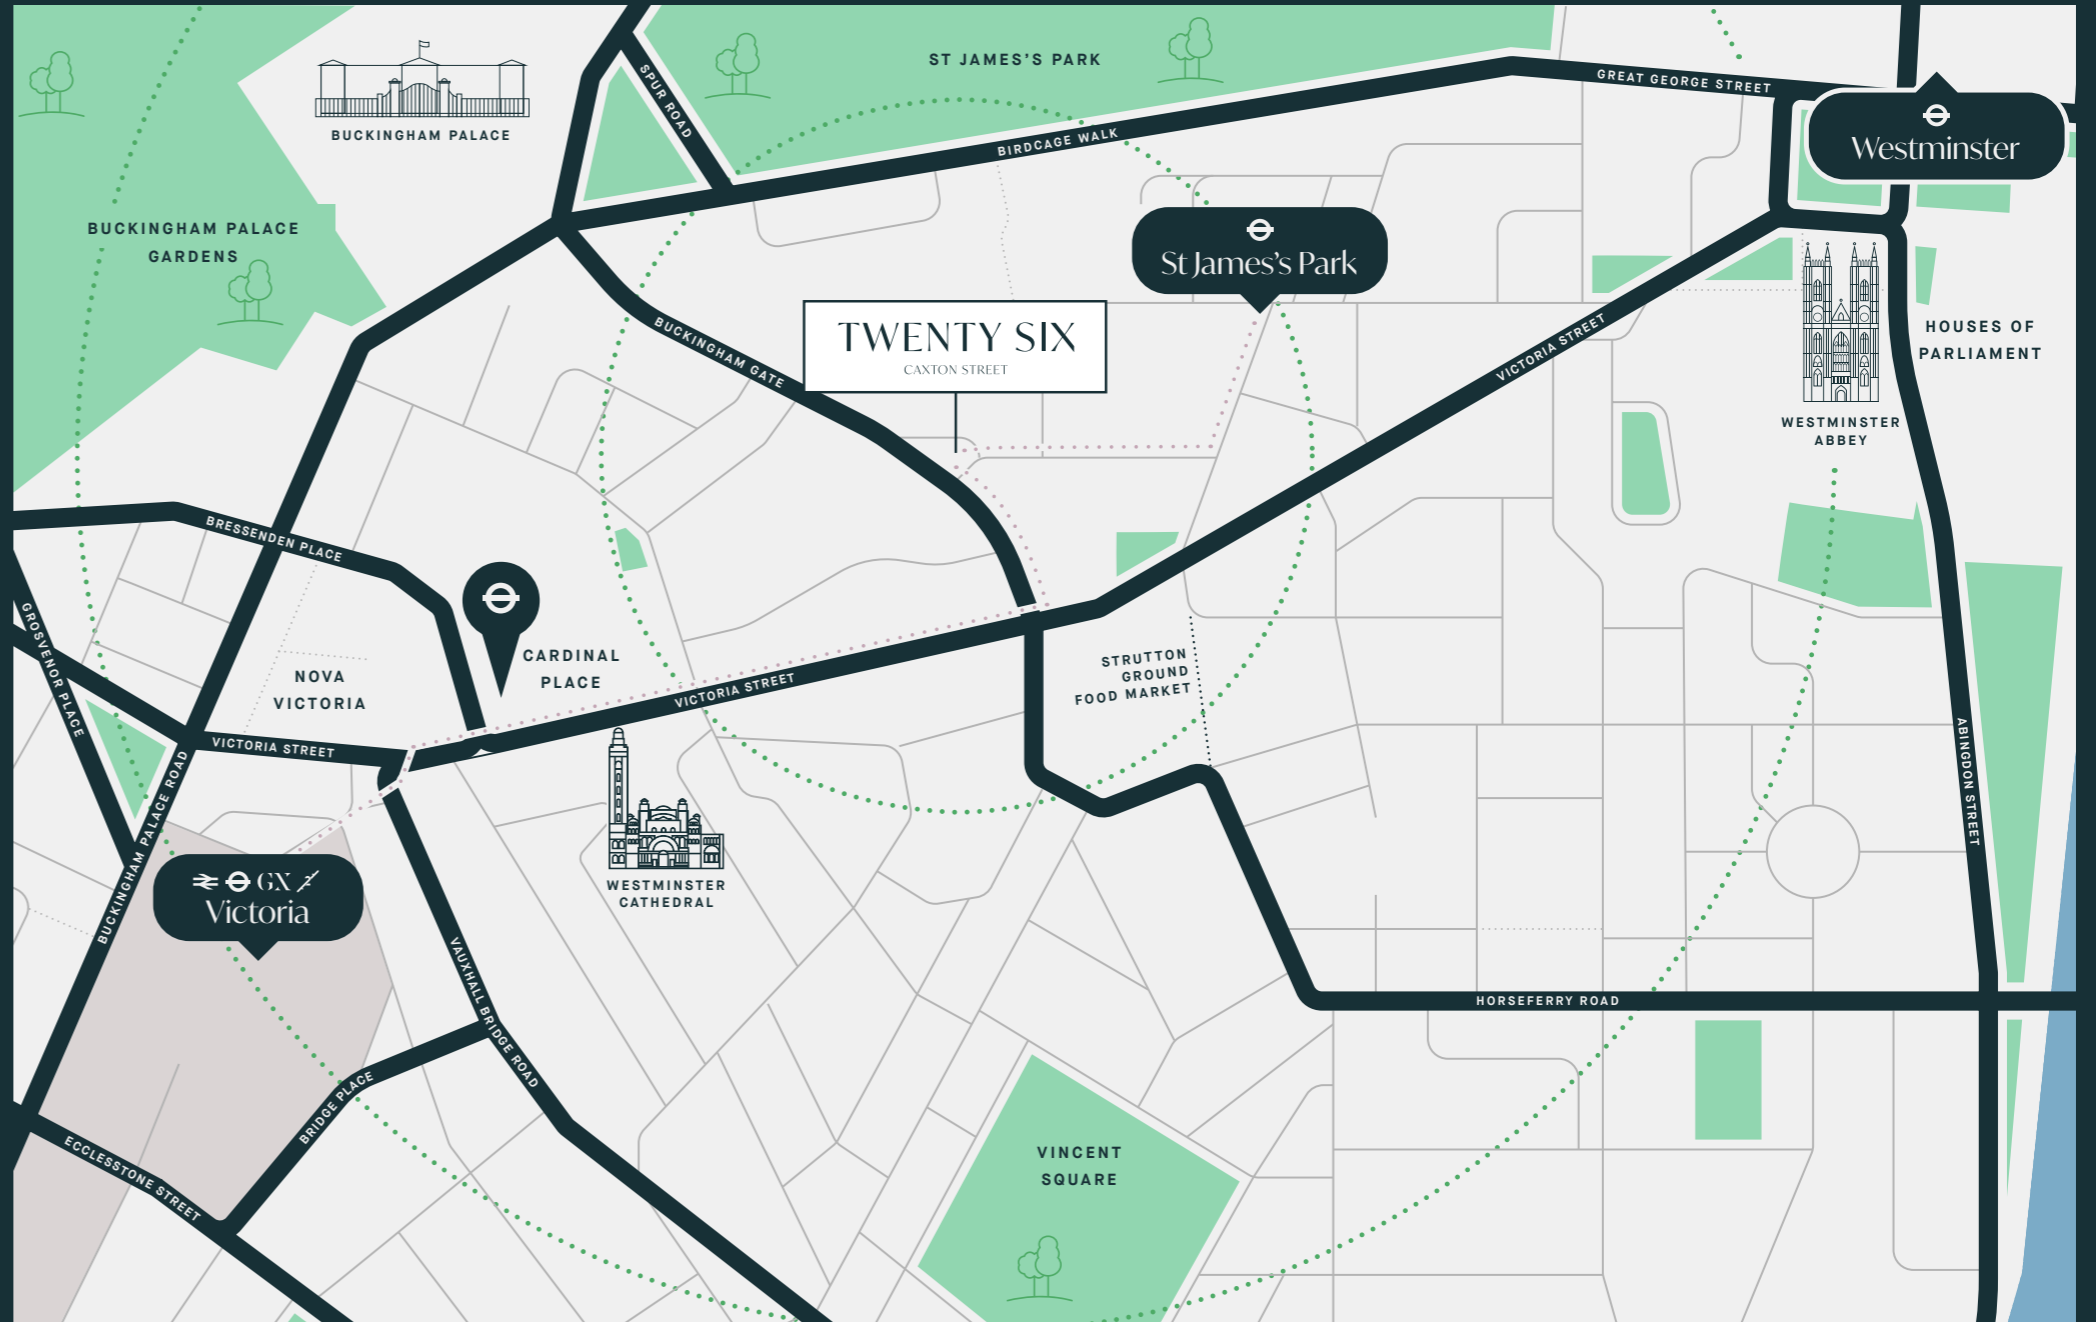 ST JAMES'S PARK
SPUR ROAD
GREAT GEORGE STREET
BUCKINGHAM PALACE
BIRDCAGE WALK
Westminster
BUCKINGHAM PALACE
GARDENS
St James's Park
TWENTY SIX
CAXTON STREET
BUCKINGHAM GATE
VICTORIA STREET
HOUSES OF
PARLIAMENT
WESTMINSTER
ABBEY
BRESSENDEN PLACE
GROSVENOR PLACE
CARDINAL
PLACE
NOVA
VICTORIA
STRUTTON
GROUND
FOOD MARKET
VICTORIA STREET
VICTORIA STREET
ABINGDON STREET
BUCKINGHAM PALACE ROAD
GX
Victoria
WESTMINSTER
CATHEDRAL
VAUXHALL BRIDGE ROAD
HORSEFERRY ROAD
BRIDGE PLACE
ECCLESSTONE STREET
VINCENT
SQUARE